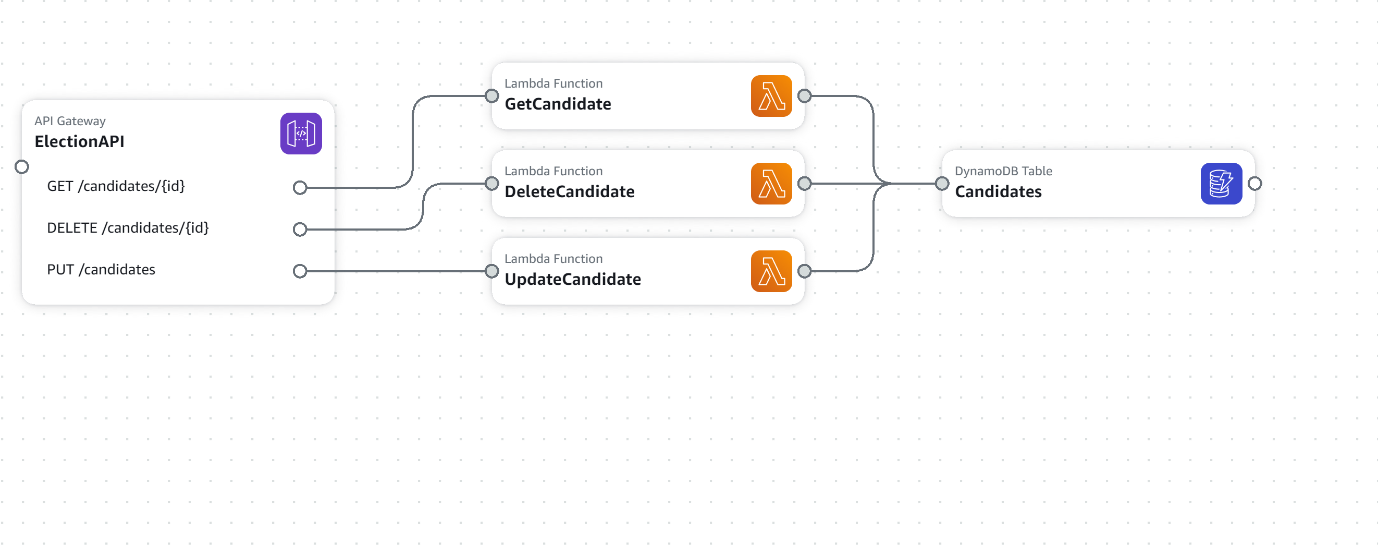 API Gateway
ElectionAPI
GET /candidates/{id}
DELETE /candidates/{id}
PUT /candidates
Lambda Function
GetCandidate
Lambda Function
DeleteCandidate
Lambda Function
UpdateCandidate
DynamoDB Table
Candidates